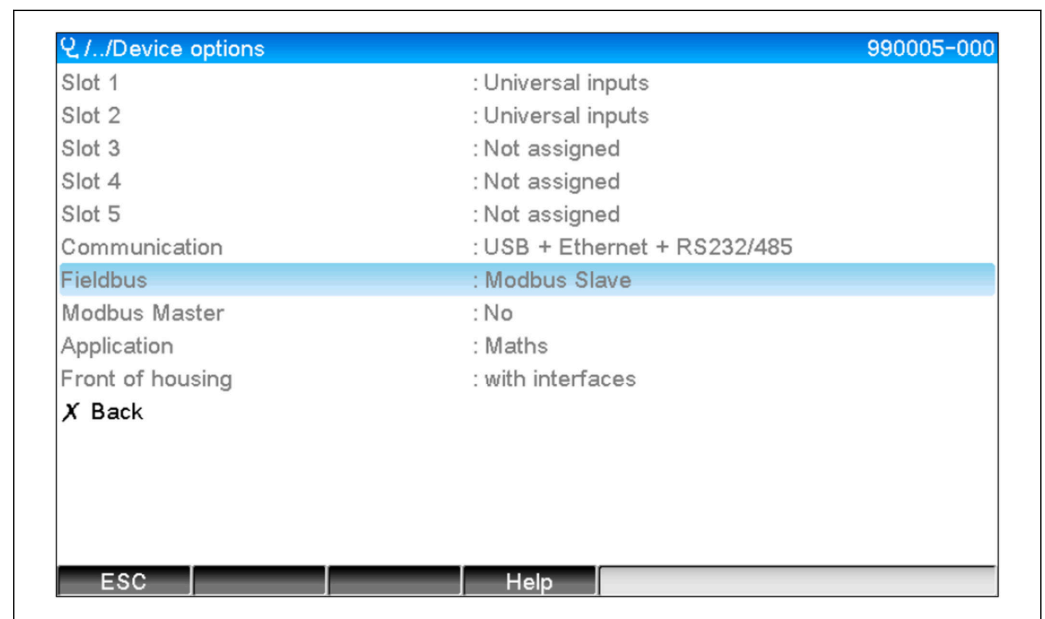 /../Device options 990005-000
Slot 1 : Universal inputs
Slot 2 : Universal inputs
Slot 3 : Not assigned
Slot 4 : Not assigned
Slot 5 : Not assigned
Communication : USB + Ethernet + RS232/485
Fieldbus : Modbus Slave
Modbus Master : No
Application : Maths
Front of housing : with interfaces
X Back
ESC Help